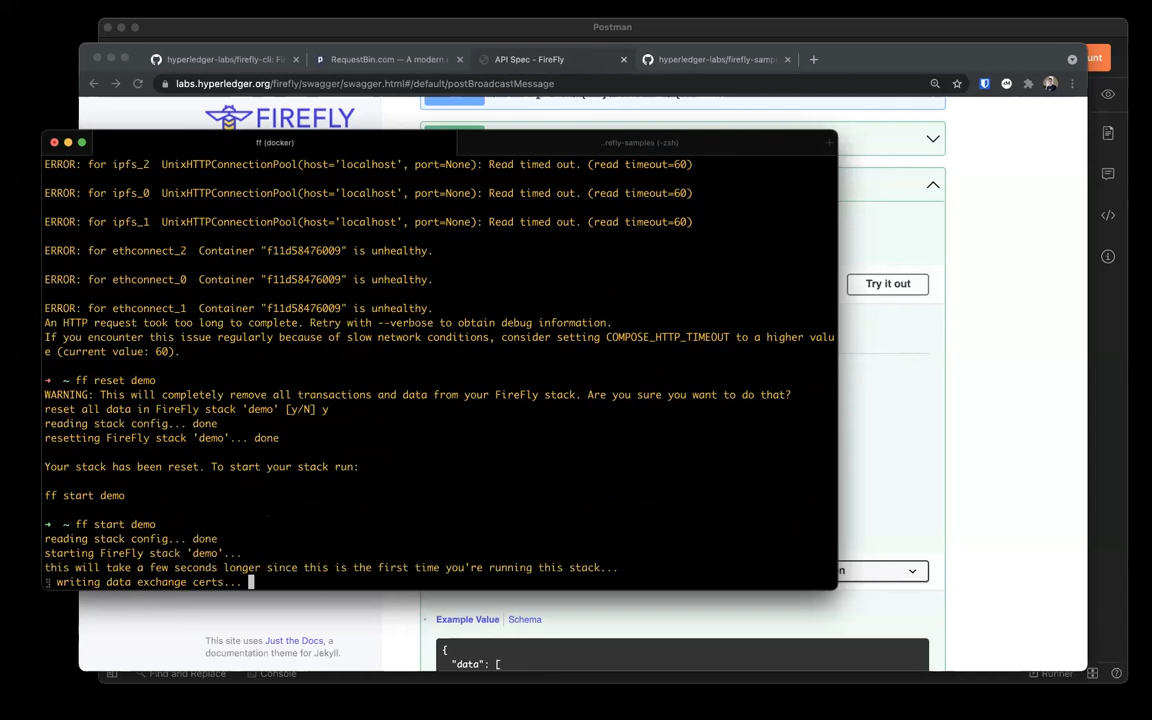 Postman
hyperledger-labs/firefly-cli: Fi
RequestBin.com — A modern
API Spec - FireFly
hyperledger-labs/firefly-samp
labs.hyperledger.org/firefly/swagger/swagger.html#/default/postBroadcastMessage
FIREFLY
ff (docker)
..refly-samples (-zsh)
ERROR: for ipfs_2  UnixHTTPConnectionPool(host='localhost', port=None): Read timed out. (read timeout=60)
ERROR: for ipfs_0  UnixHTTPConnectionPool(host='localhost', port=None): Read timed out. (read timeout=60)
ERROR: for ipfs_1  UnixHTTPConnectionPool(host='localhost', port=None): Read timed out. (read timeout=60)
ERROR: for ethconnect_2  Container "f11d58476009" is unhealthy.
ERROR: for ethconnect_0  Container "f11d58476009" is unhealthy.
ERROR: for ethconnect_1  Container "f11d58476009" is unhealthy.
An HTTP request took too long to complete. Retry with --verbose to obtain debug information.
If you encounter this issue regularly because of slow network conditions, consider setting COMPOSE_HTTP_TIMEOUT to a higher valu
e (current value: 60).
→ ~ ff reset demo
WARNING: This will completely remove all transactions and data from your FireFly stack. Are you sure you want to do that?
reset all data in FireFly stack 'demo' [y/N] y
reading stack config... done
resetting FireFly stack 'demo'... done
Your stack has been reset. To start your stack run:
ff start demo
→ ~ ff start demo
reading stack config... done
starting FireFly stack 'demo'...
this will take a few seconds longer since this is the first time you're running this stack...
writing data exchange certs...
Try it out
Example Value
Schema
{
"data": [
This site uses Just the Docs, a
documentation theme for Jekyll.
Find and Replace
Console
Runner